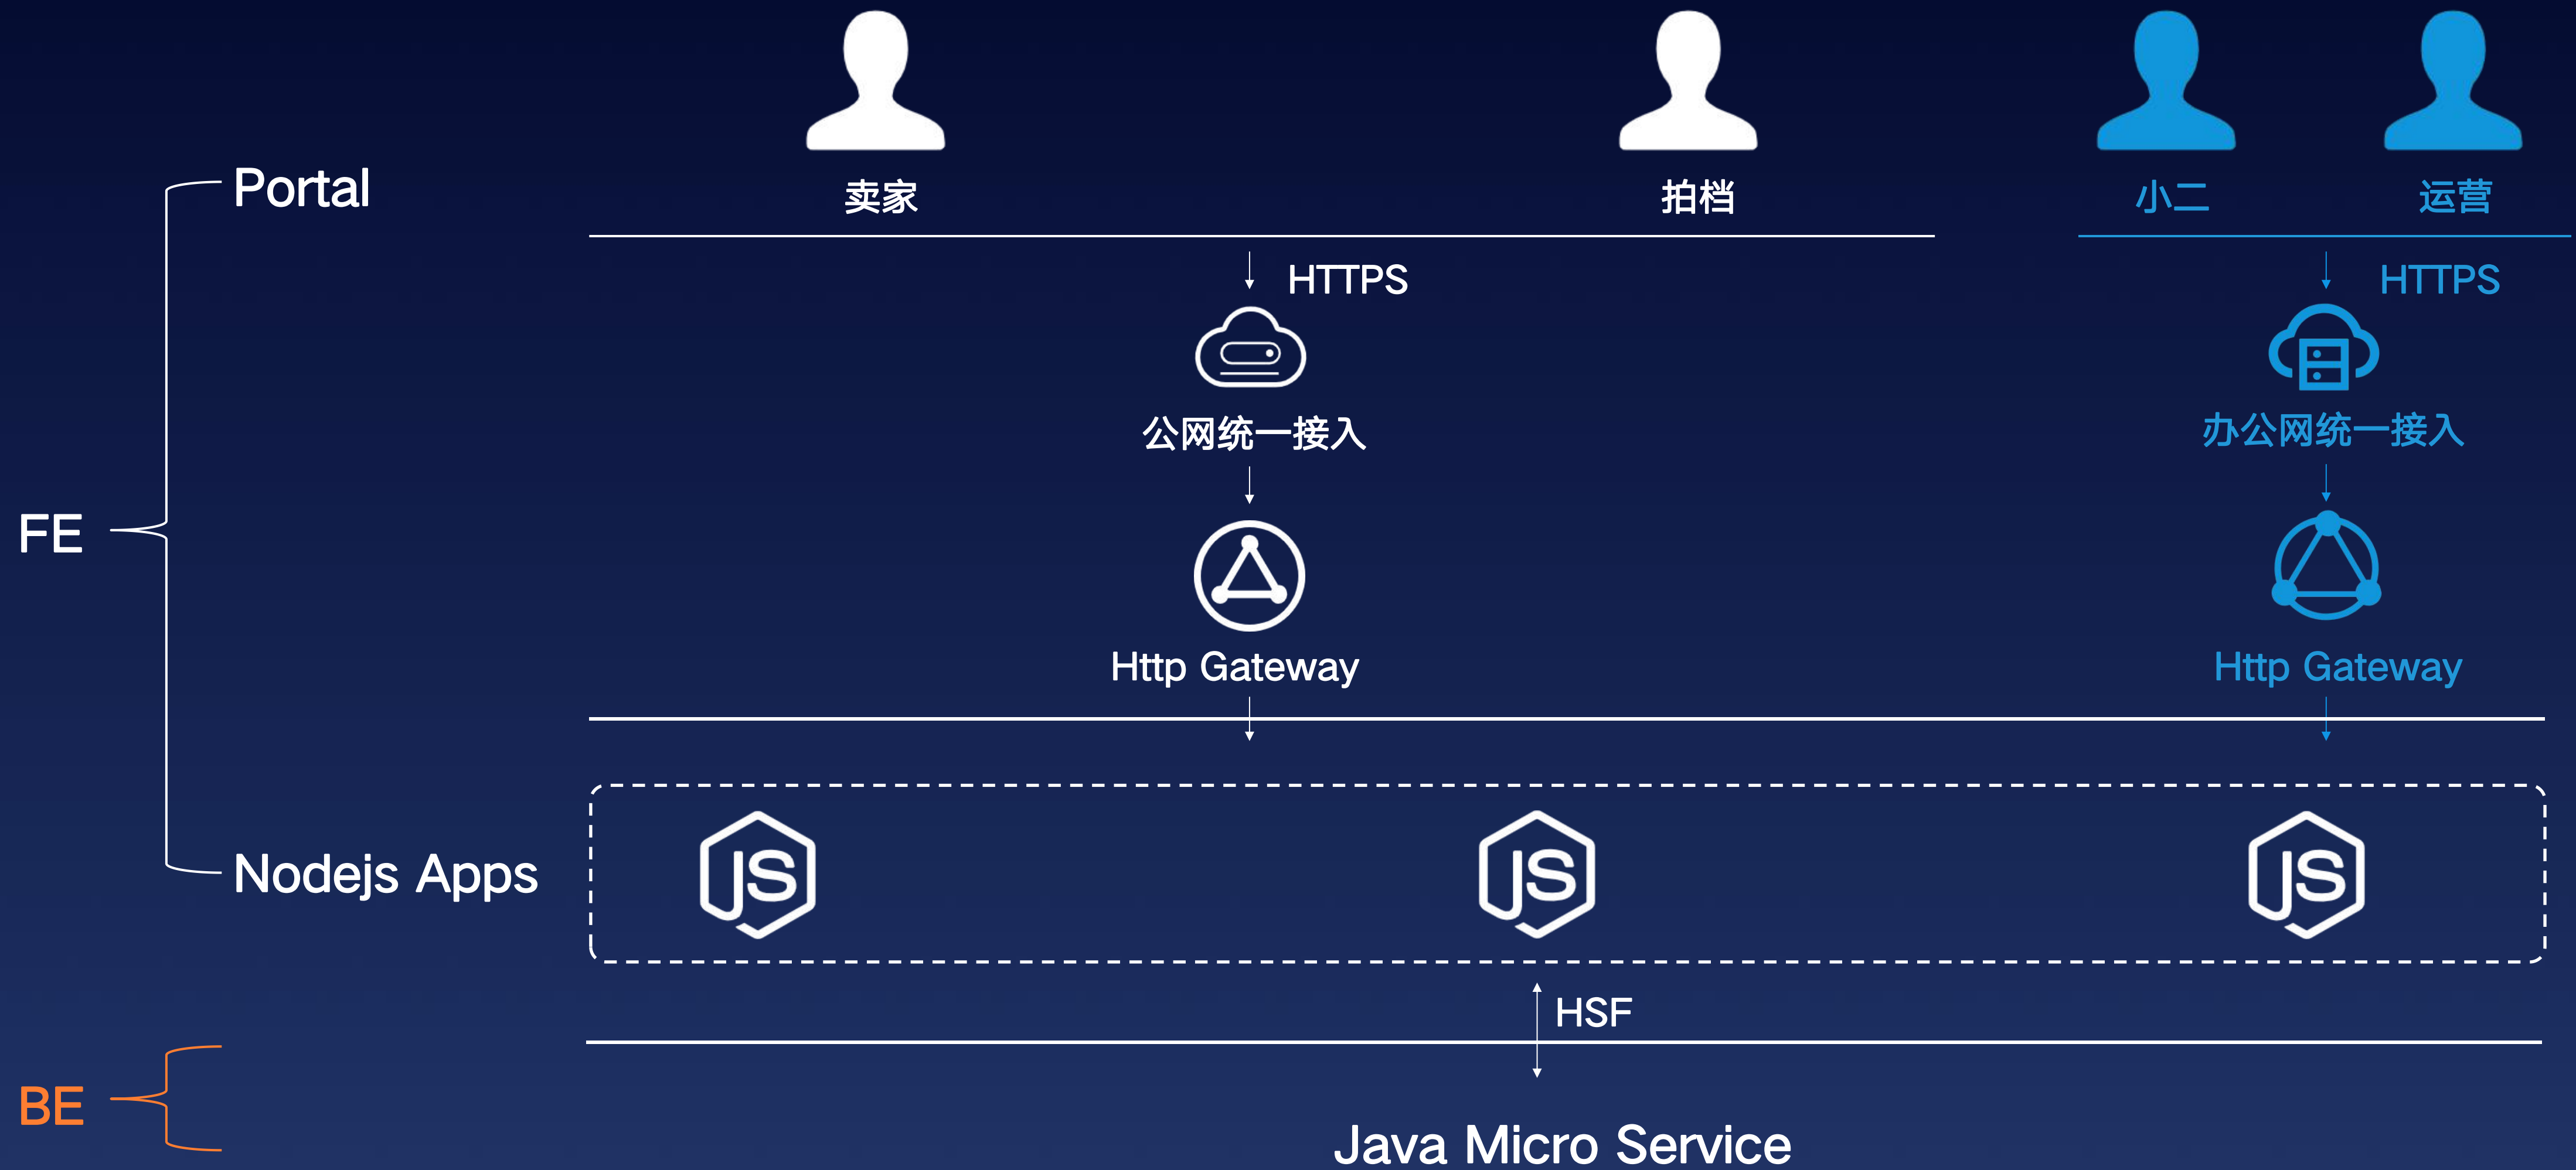 Portal
卖家
拍档
小二
运营
HTTPS
HTTPS
公网统一接入
办公网统一接入
FE
Http Gateway
Http Gateway
Nodejs Apps
JS
JS
JS
HSF
BE
Java Micro Service